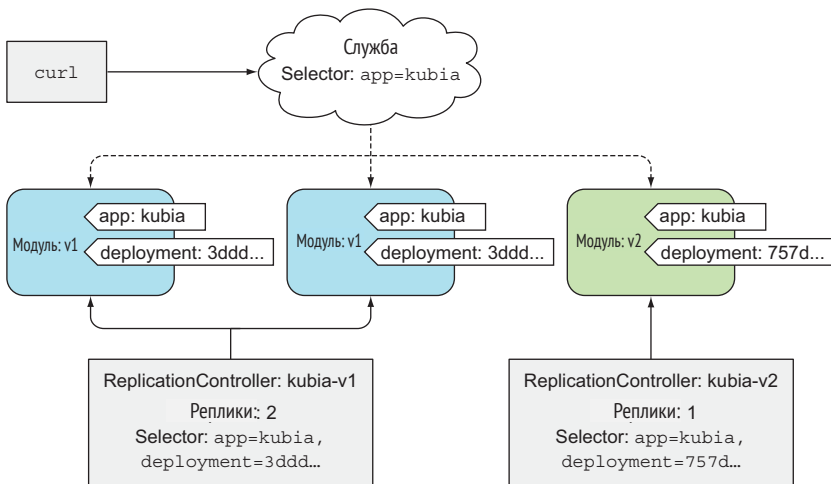 curl
Служба
Selector: app=kubia
app: kubia
Модуль: v1
deployment: 3ddd...
app: kubia
Модуль: v1
deployment: 3ddd...
app: kubia
Модуль: v2
deployment: 757d...
ReplicationController: kubia-v1
Реплики:: 2
Selector: app=kubia,
deployment=3ddd…
ReplicationController: kubia-v2
Реплики: 1
Selector: app=kubia,
deployment=757d…